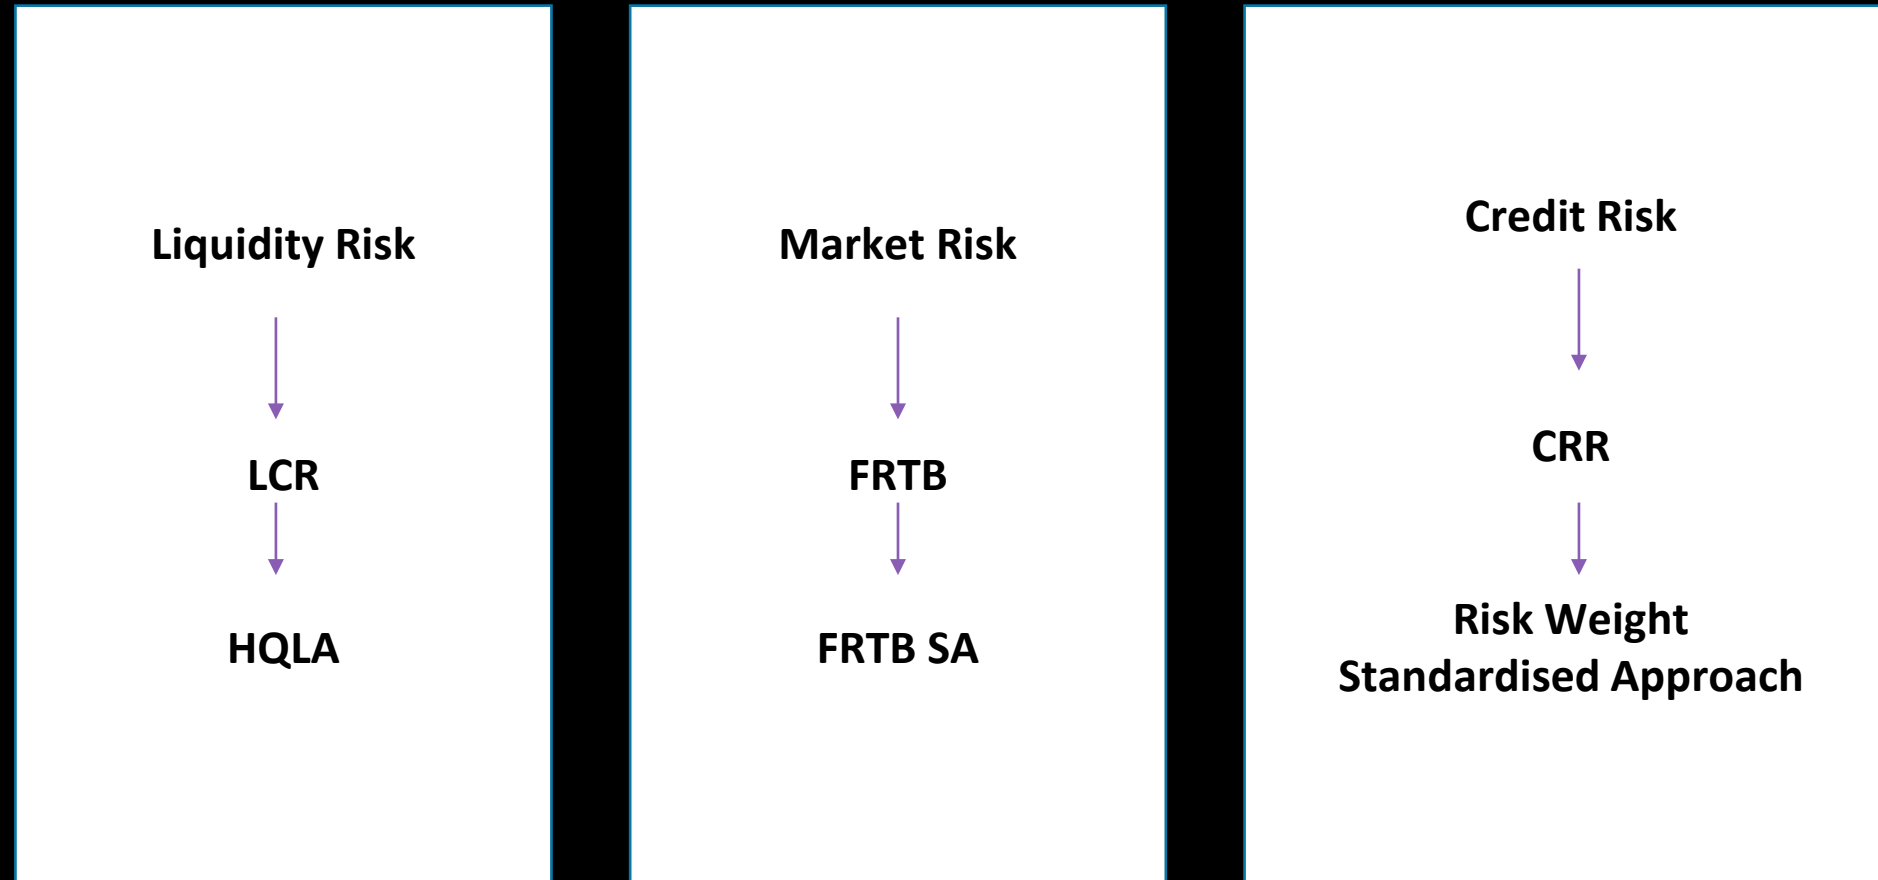 Liquidity Risk
LCR
HQLA
Market Risk
FRTB
FRTB SA
Credit Risk
CRR
Risk Weight
Standardised Approach